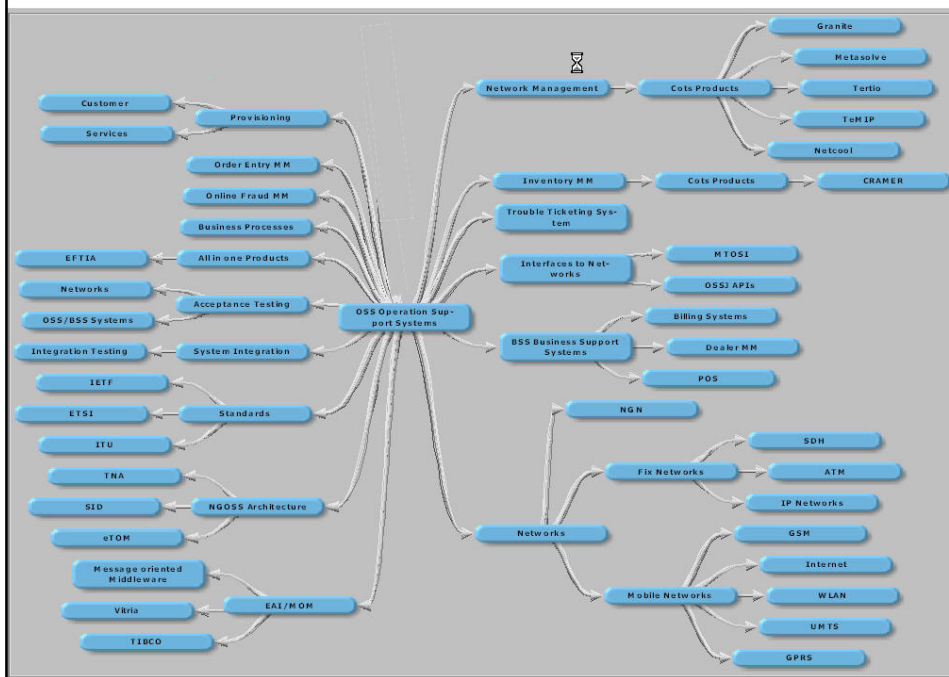 Granite
Metasolve
Network Management
Cots Products
Tertio
TeMIP
Netcool
Customer
Provisioning
Services
Order Entry MM
Online Fraud MM
Business Processes
EFTIA
All in one Products
Networks
Acceptance Testing
OSS/BSS Systems
Integration Testing
System Integration
IETF
ETSI
Standards
ITU
TNA
SID
NGOSS Architecture
eTOM
Message oriented
Middleware
Vitria
EAI/MOM
TIBCO
OSS Operation Sup-
port Systems
Inventory MM
Cots Products
CRAMER
Trouble Ticketing Sys-
tem
Interfaces to Net-
works
MTOSI
OSSJ APIs
BSS Business Support
Systems
Billing Systems
Dealer MM
POS
NGN
Networks
Fix Networks
SDH
ATM
IP Networks
Mobile Networks
GSM
Internet
WLAN
UMTS
GPRS